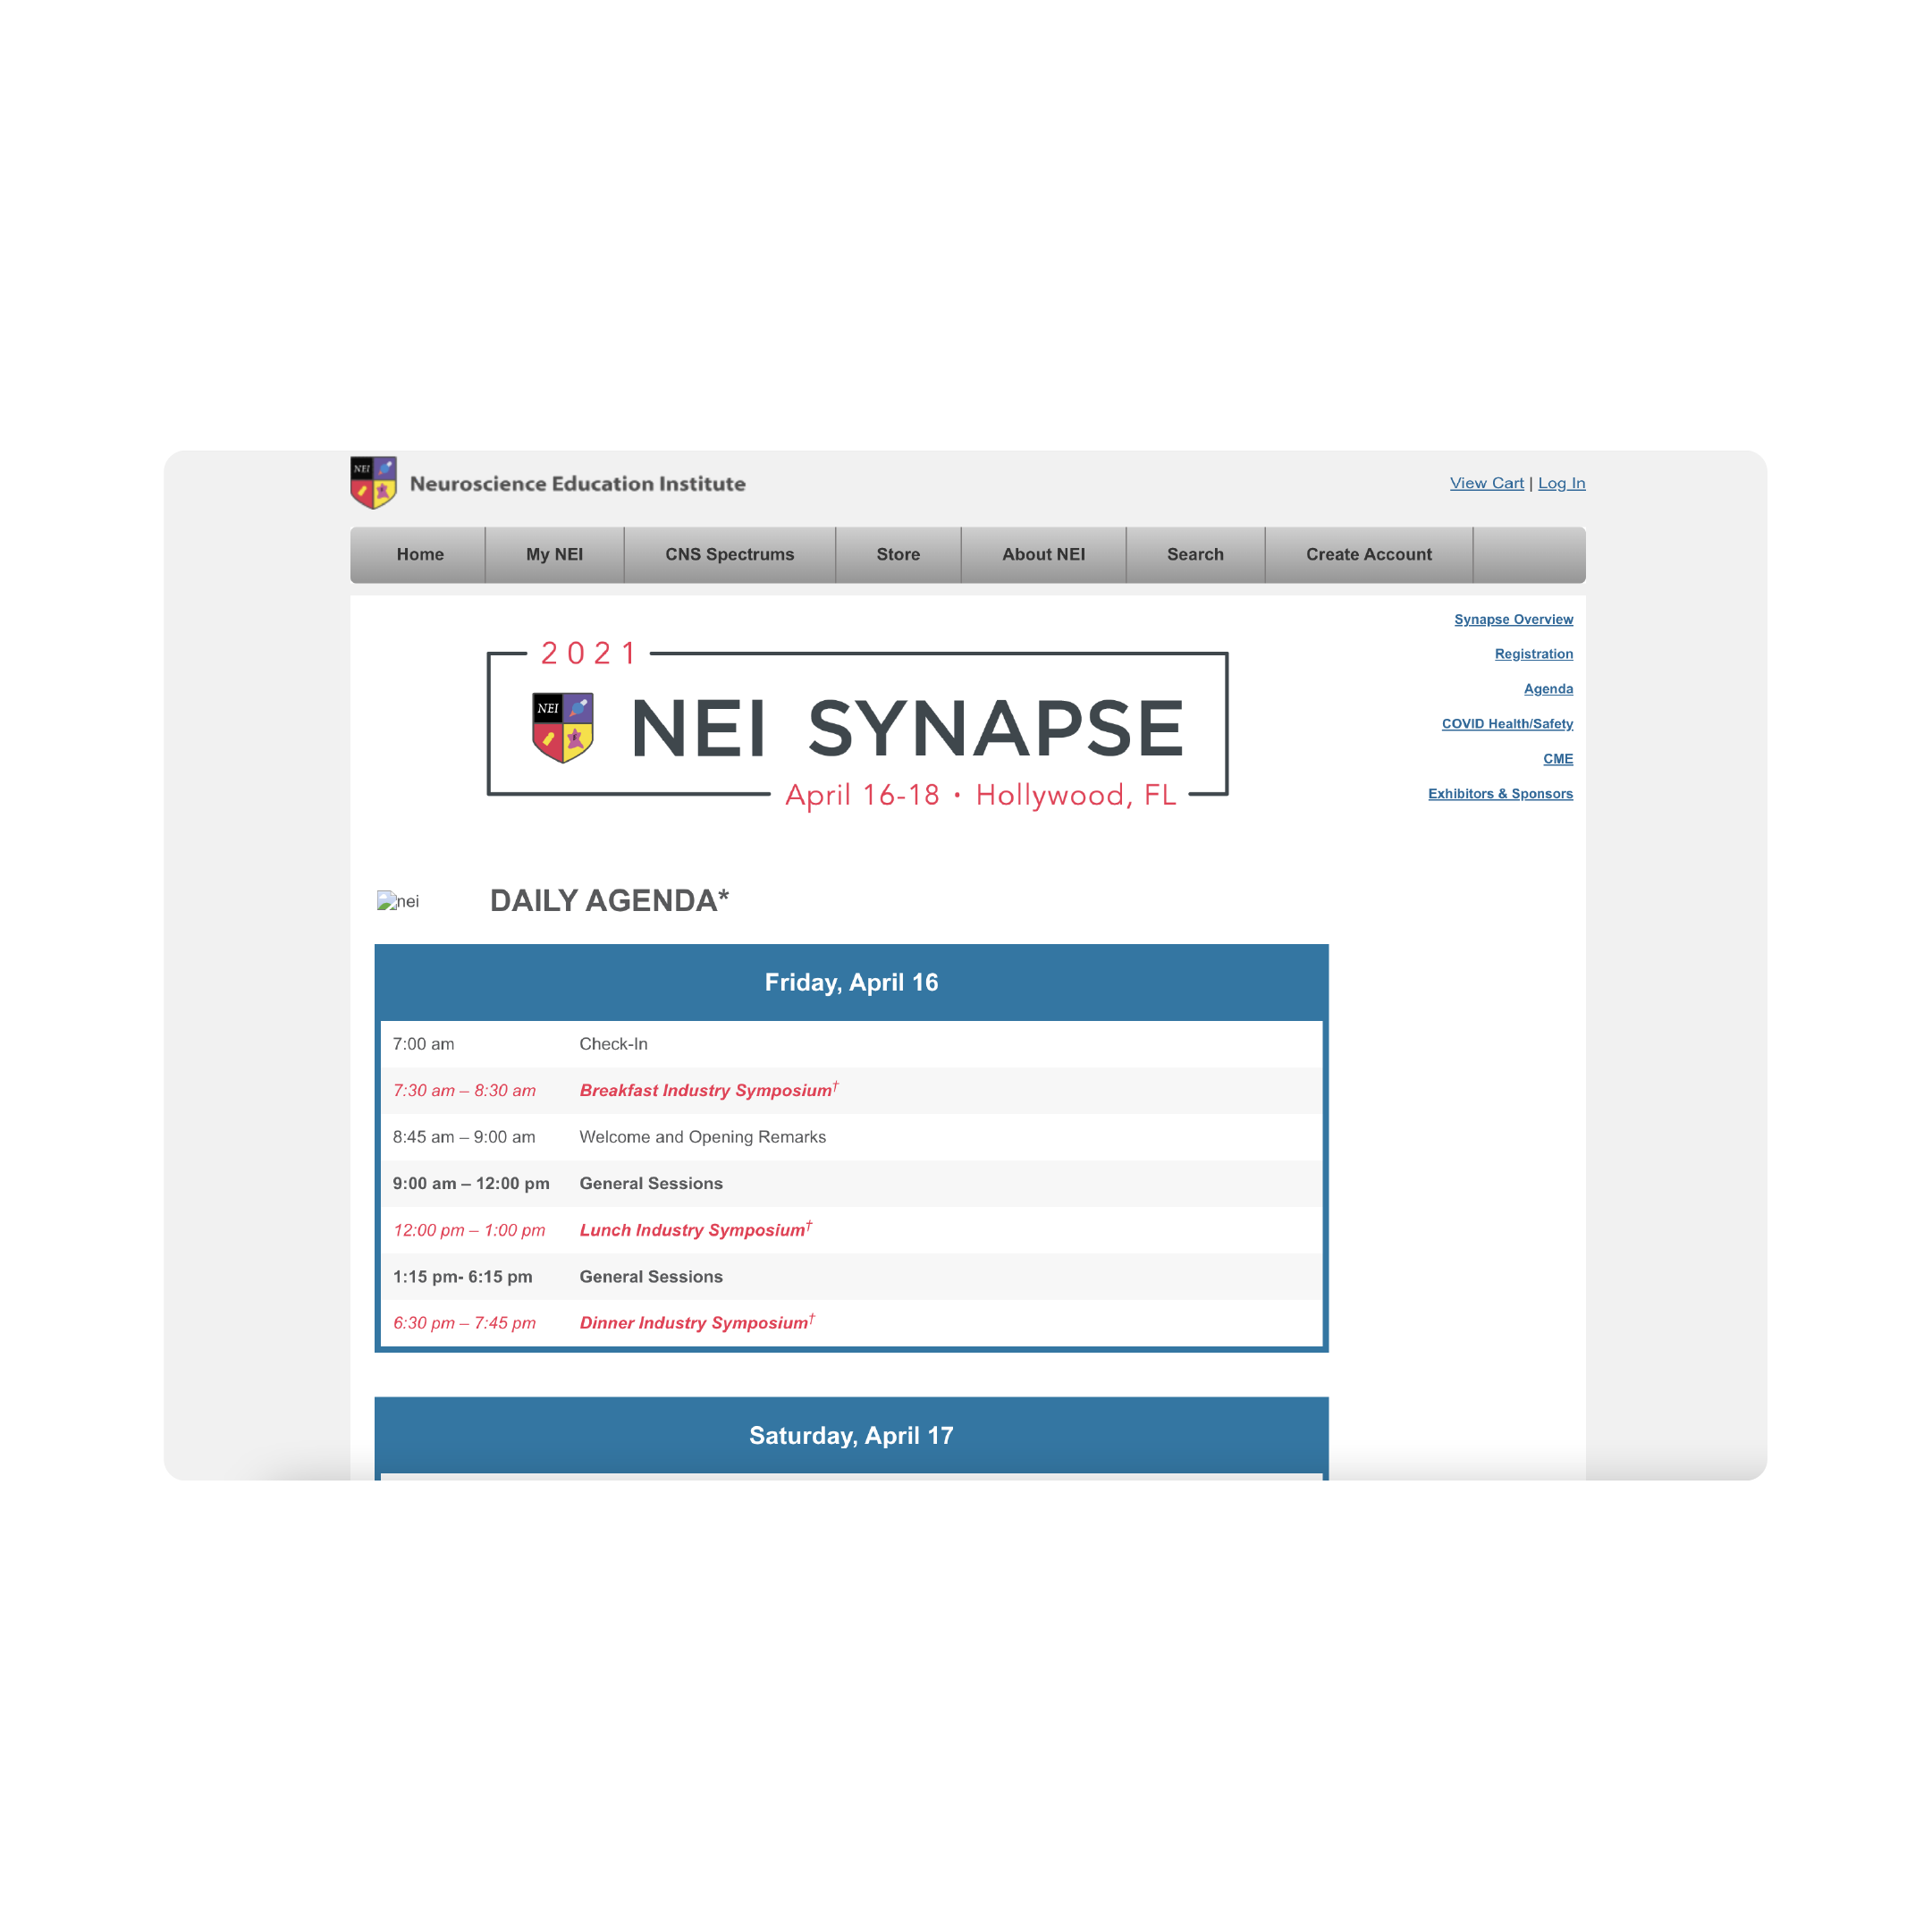 NEI
Neuroscience Education Institute
View Cart | Log In
Home My NEI CNS Spectrums Store About NEI Search Create Account
Synapse Overview
Registration
Agenda
COVID Health/Safety
CME
Exhibitors & Sponsors
2021
NEI
NEI SYNAPSE
April 16-18 • Hollywood, FL
nei
DAILY AGENDA*
Friday, April 16
7:00 am Check-In
7:30 am – 8:30 am Breakfast Industry Symposium†
8:45 am – 9:00 am Welcome and Opening Remarks
9:00 am – 12:00 pm General Sessions
12:00 pm – 1:00 pm Lunch Industry Symposium†
1:15 pm- 6:15 pm General Sessions
6:30 pm – 7:45 pm Dinner Industry Symposium†
Saturday, April 17